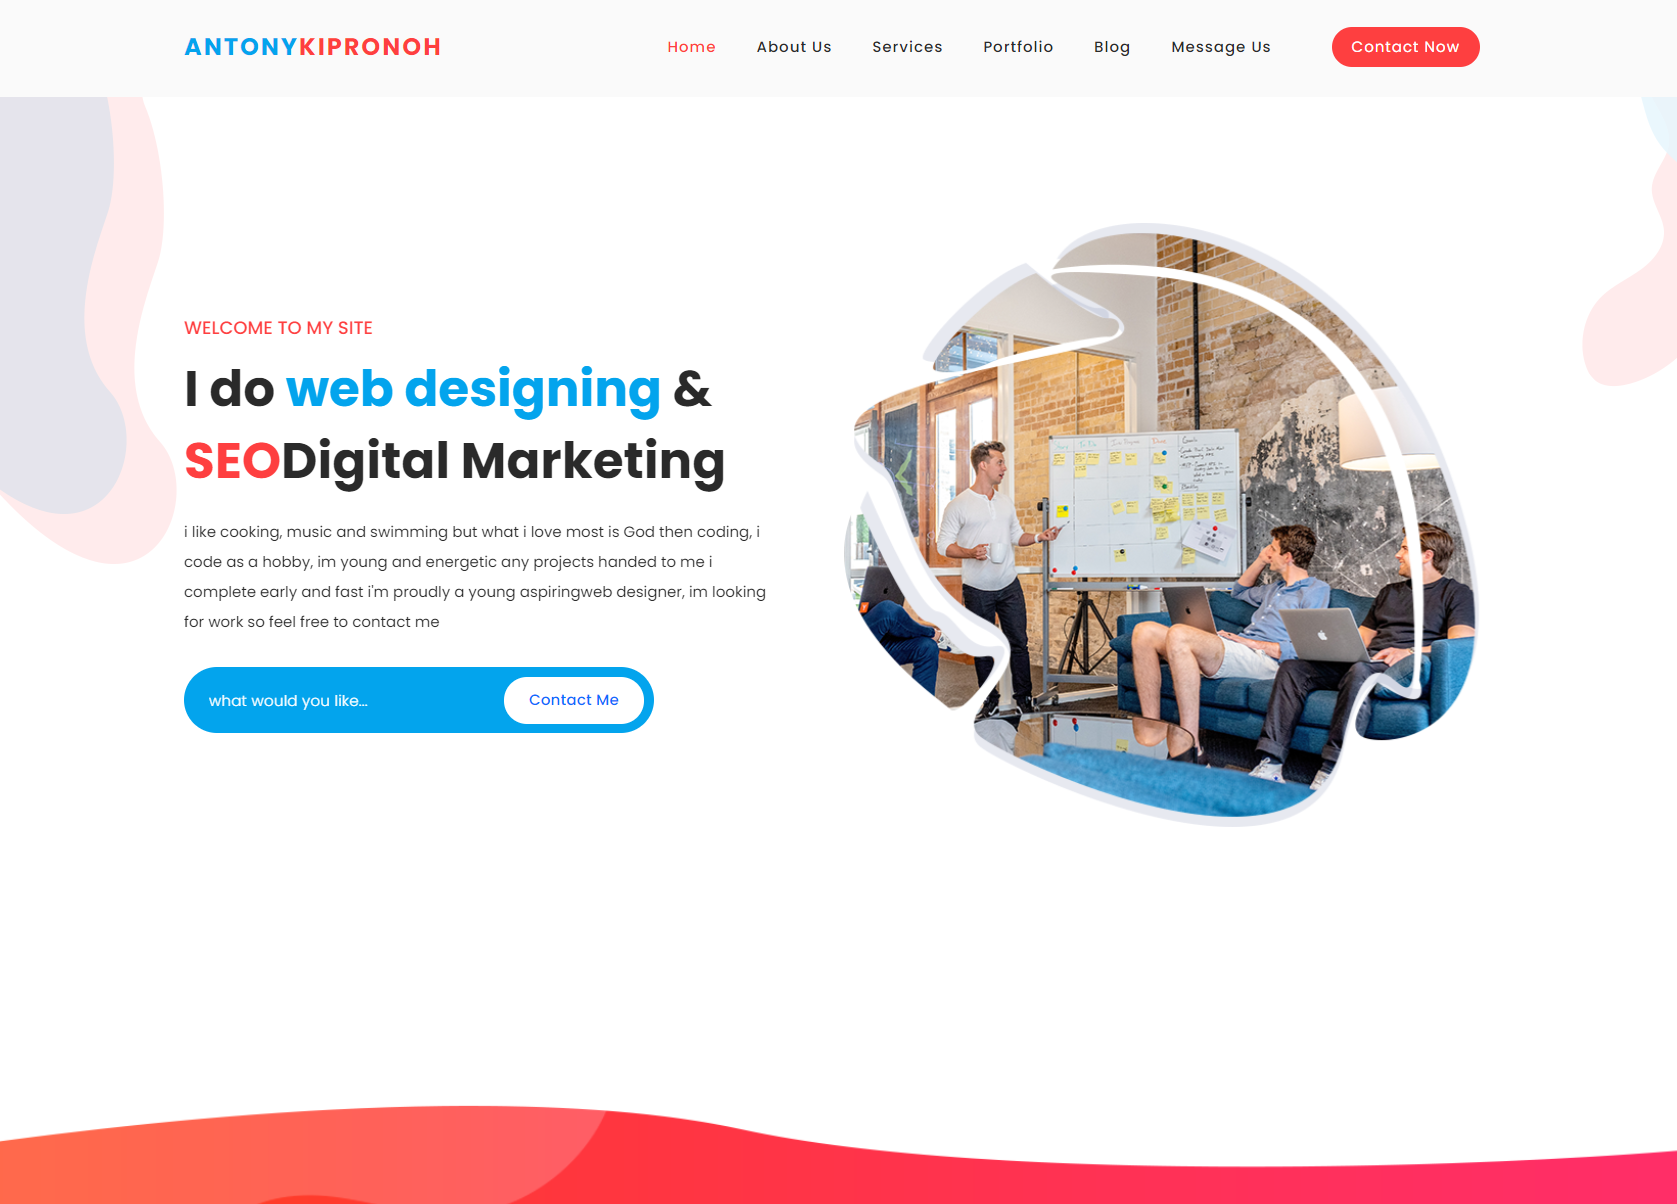 ANTONYKIPRONOH
Home About Us Services Portfolio Blog Message Us Contact Now
WELCOME TO MY SITE
I do web designing &
SEODigital Marketing
i like cooking, music and swimming but what i love most is God then coding, i
code as a hobby, im young and energetic any projects handed to me i
complete early and fast i'm proudly a young aspiringweb designer, im looking
for work so feel free to contact me
what would you like...
Contact Me